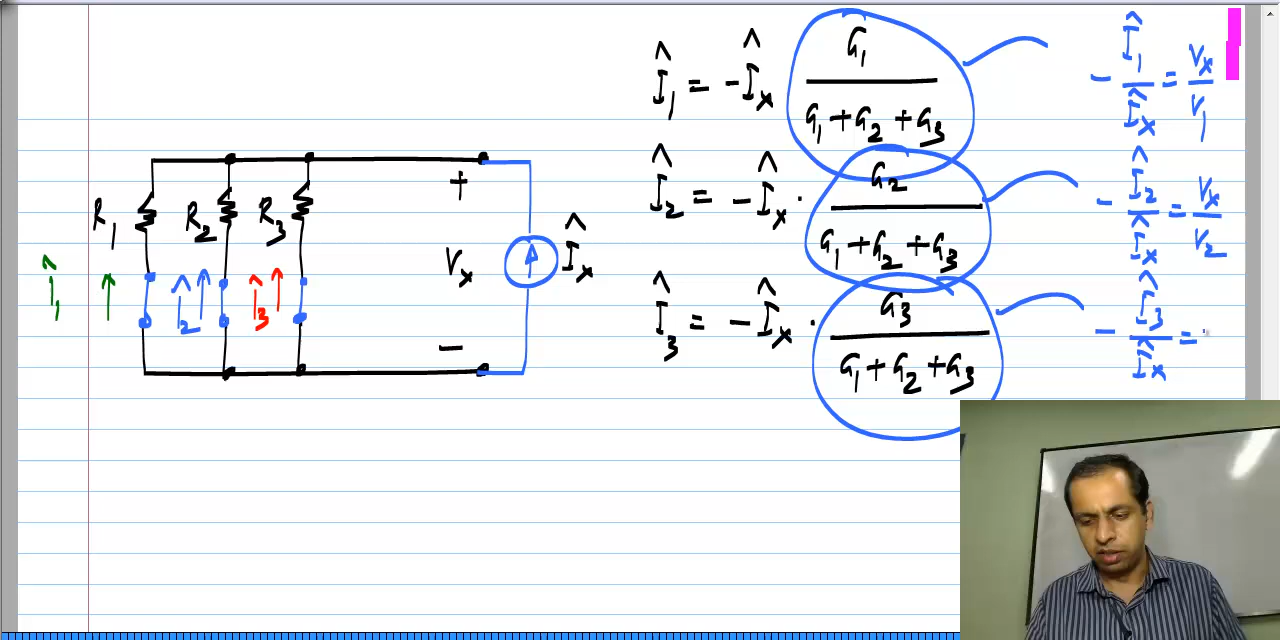 Î₁ = -Îₓ G₁ / (G₁ + G₂ + G₃)
- Î₁ / Îₓ = Vₓ / V₁
Î₂ = -Îₓ · G₂ / (G₁ + G₂ + G₃)
- Î₂ / Îₓ = Vₓ / V₂
Î₃ = -Îₓ · G₃ / (G₁ + G₂ + G₃)
- Î₃ / Îₓ =
R₁ R₂ R₃
+
Vₓ
-
Îₓ
Î₁ Î₂ Î₃